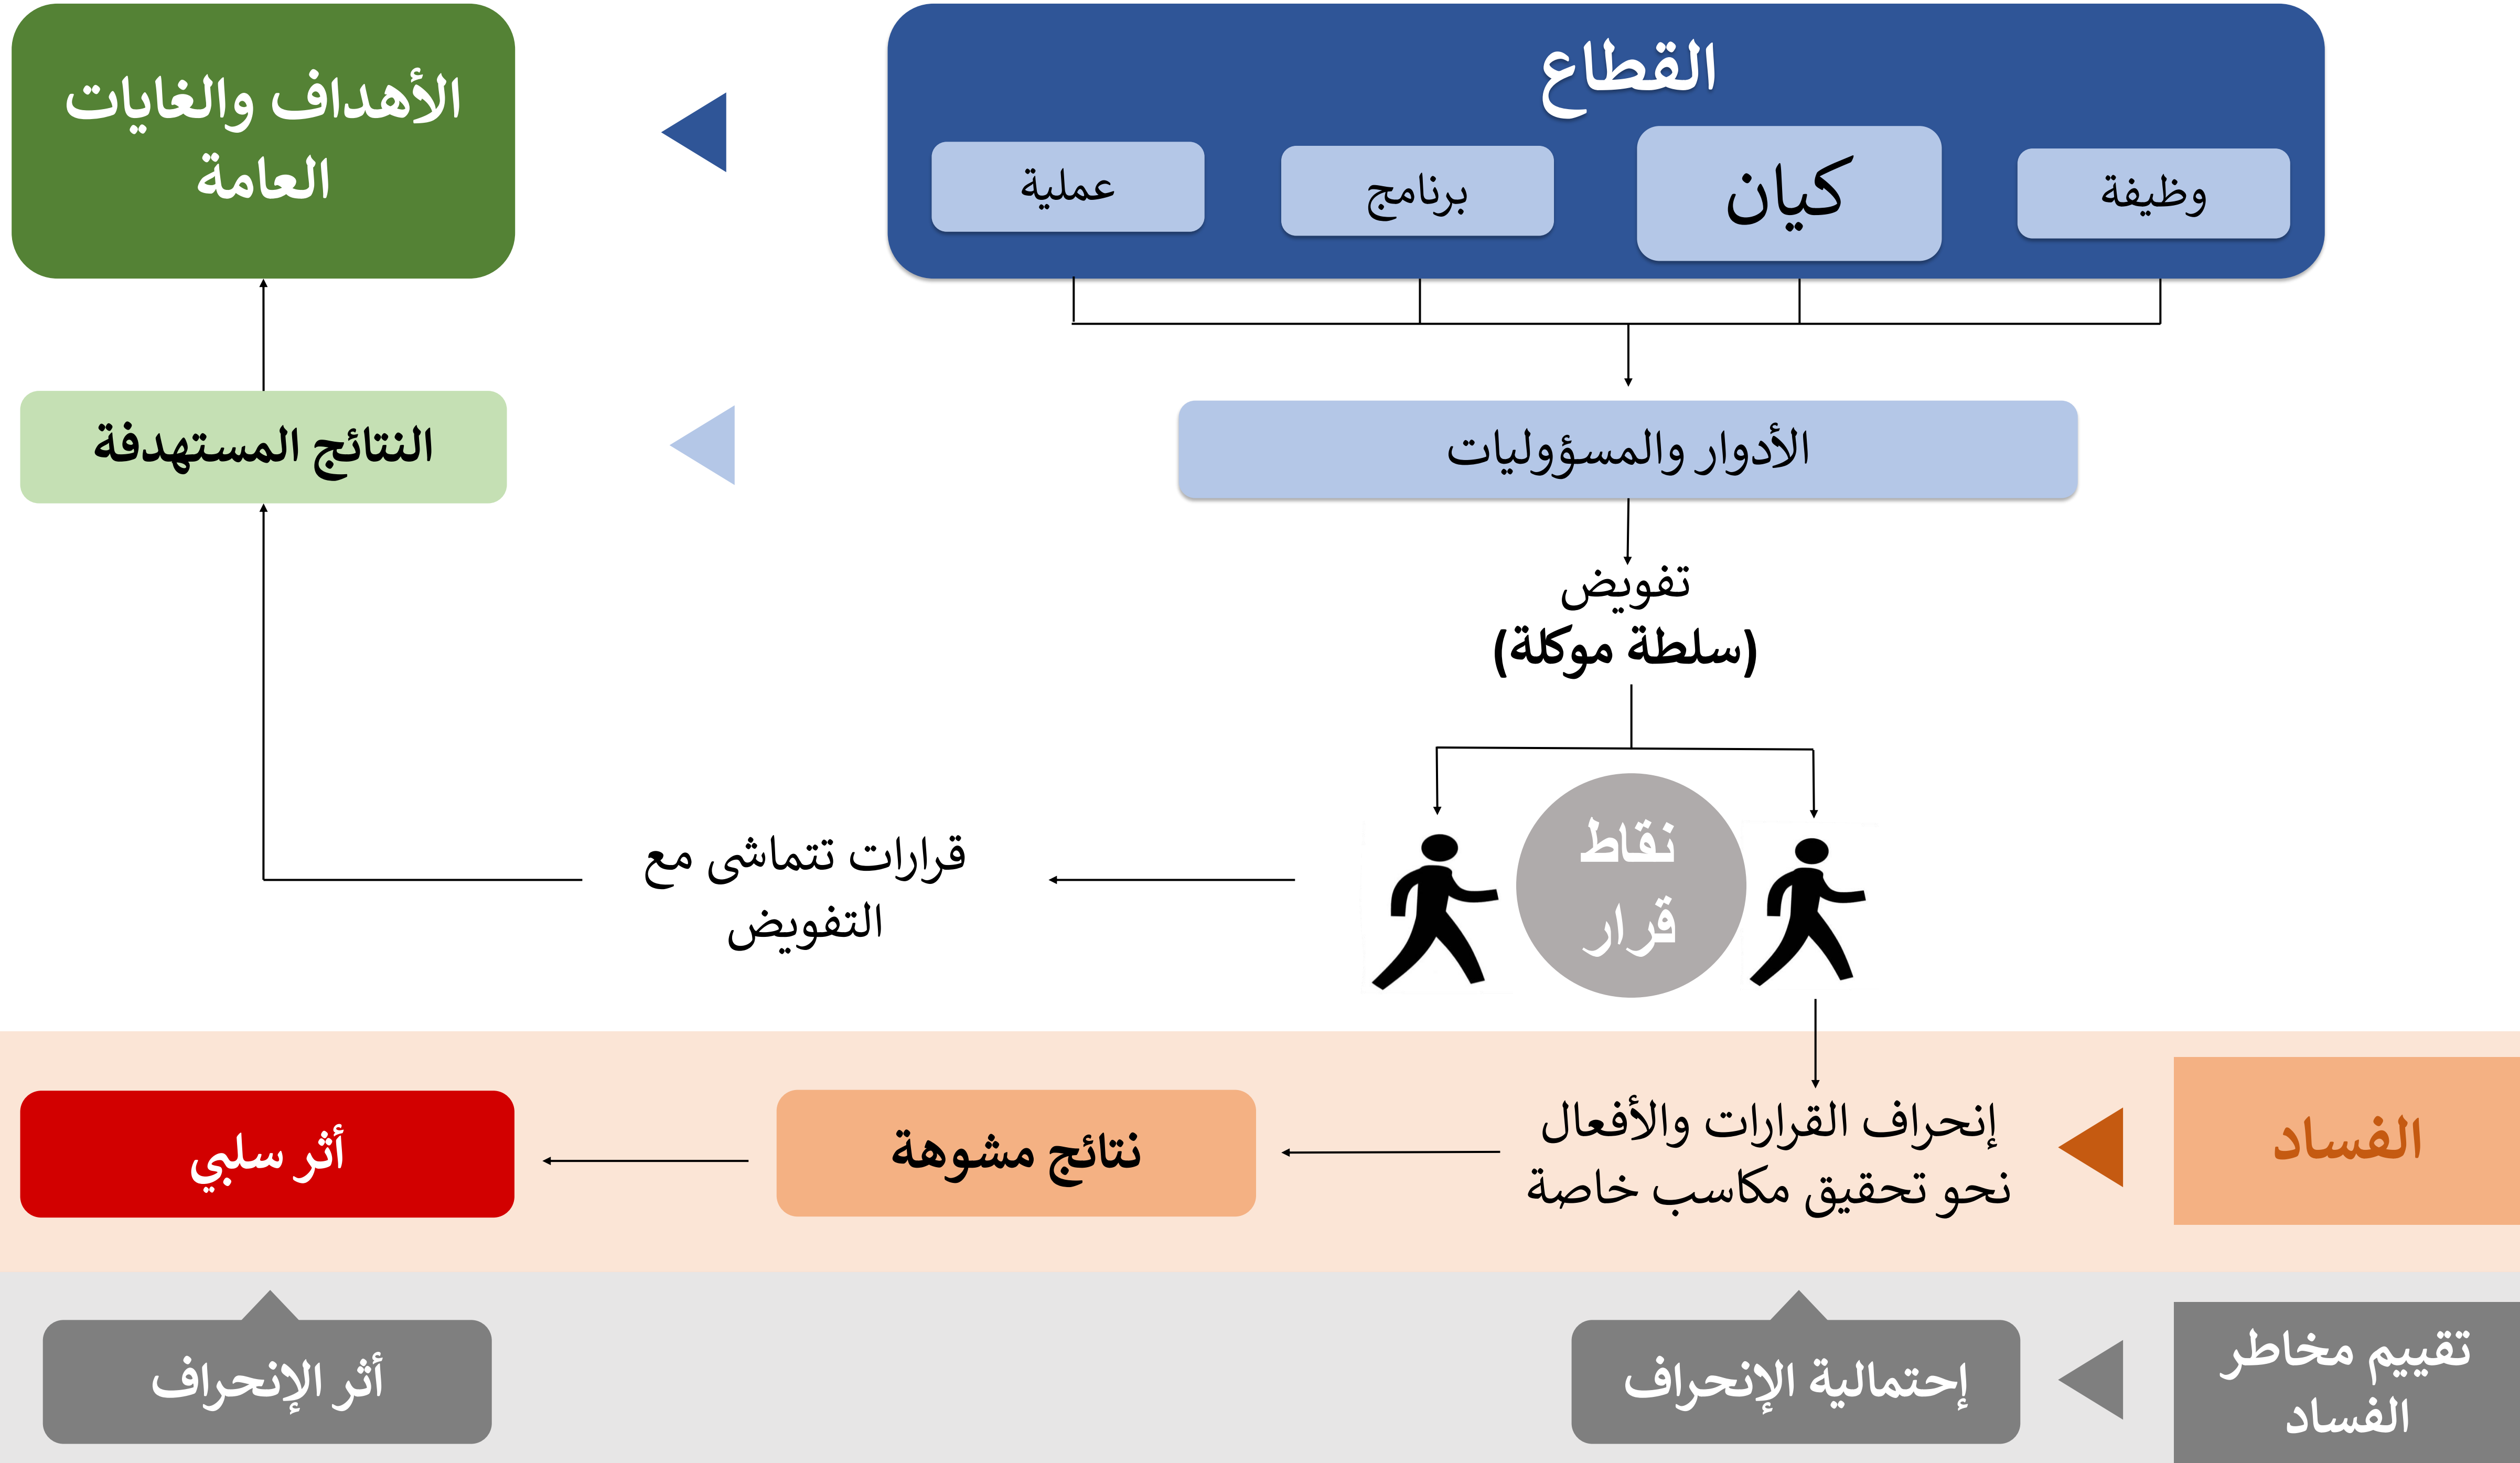 القطاع
وظيفة
كيان
برنامج
عملية
الأهداف والغايات
العامة
الأدوار والمسؤوليات
النتائج المستهدفة
تفويض
(سلطة موكلة)
نقاط
قرار
قرارات تتماشى مع
التفويض
الفساد
إنحراف القرارات والأفعال
نحو تحقيق مكاسب خاصة
نتائج مشوهة
أثر سلبي
تقييم مخاطر
الفساد
إحتمالية الإنحراف
أثر الإنحراف